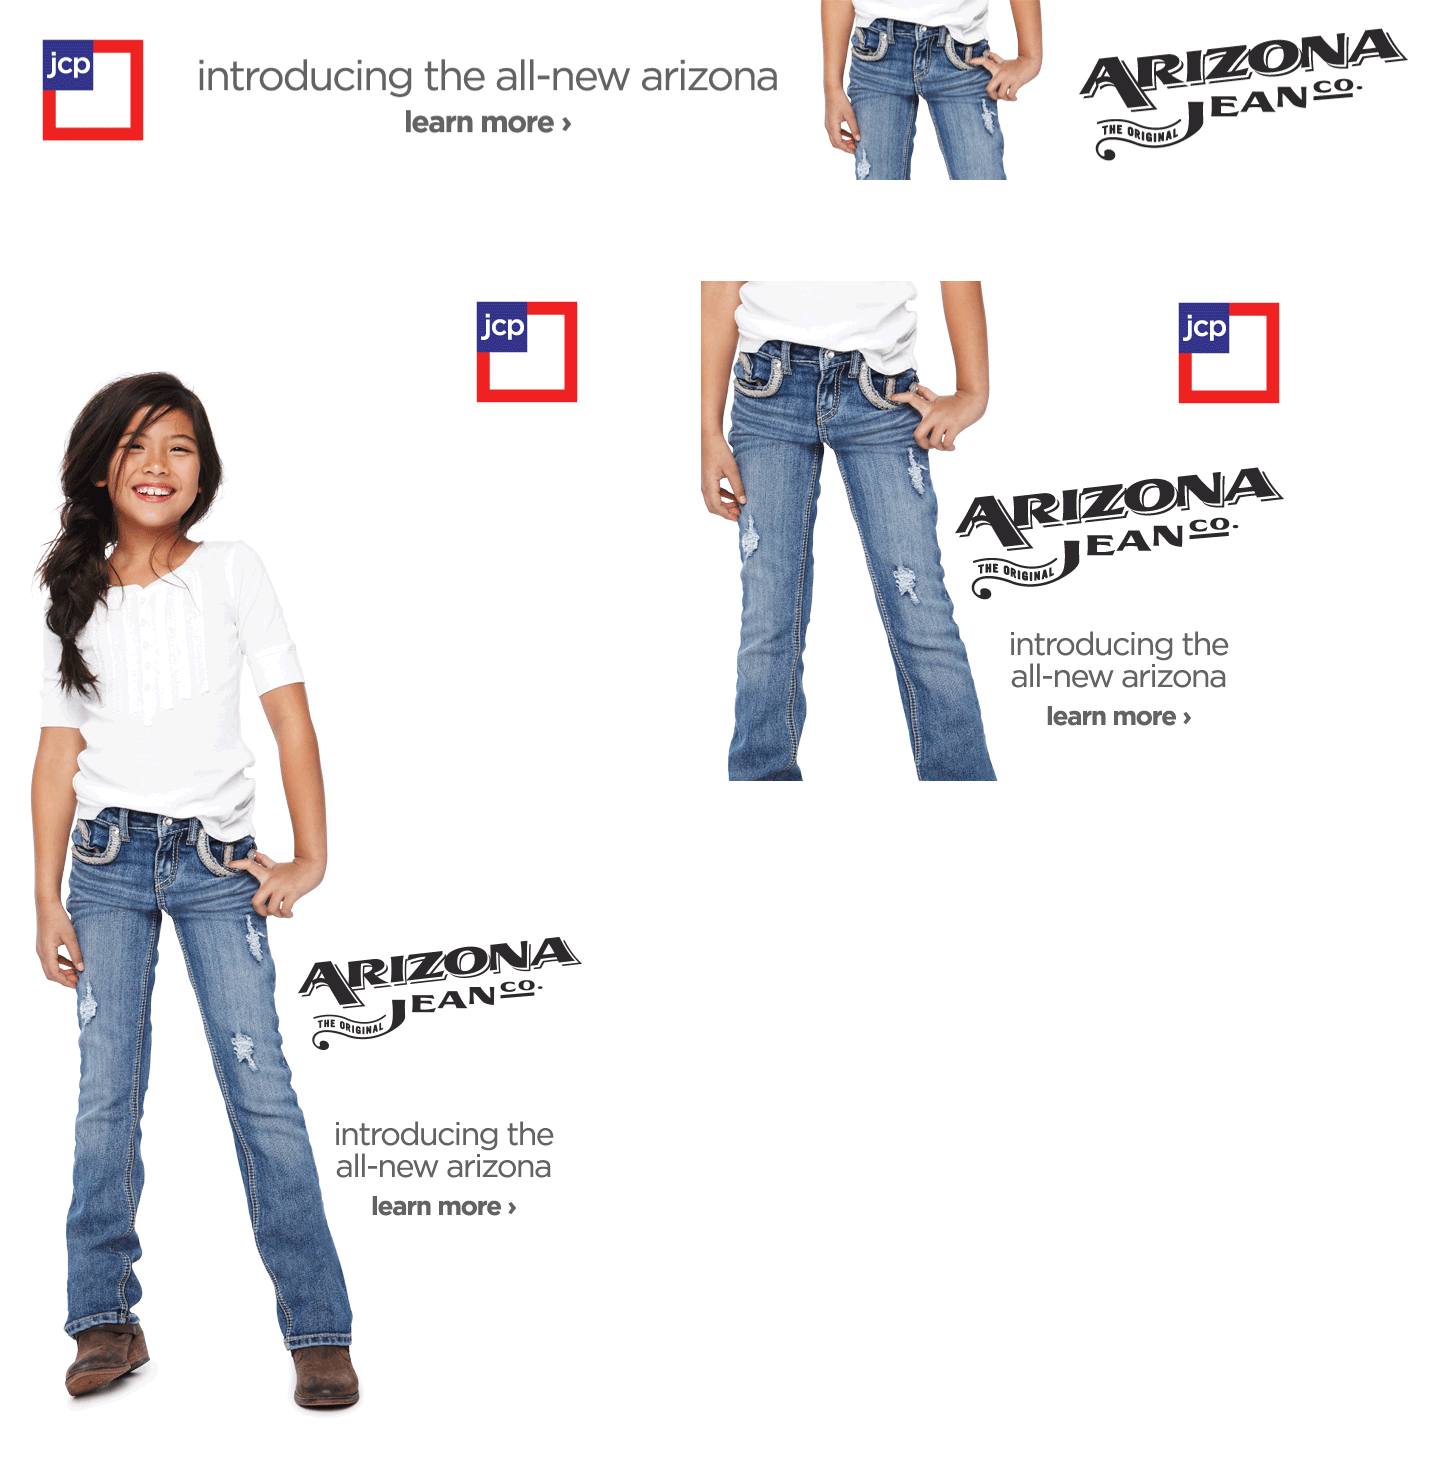 jcp
introducing the all-new arizona
learn more ›
ARIZONA
JEAN CO.
THE ORIGINAL
jcp
ARIZONA
JEAN CO.
THE ORIGINAL
introducing the
all-new arizona
learn more ›
jcp
ARIZONA
JEAN CO.
THE ORIGINAL
introducing the
all-new arizona
learn more ›